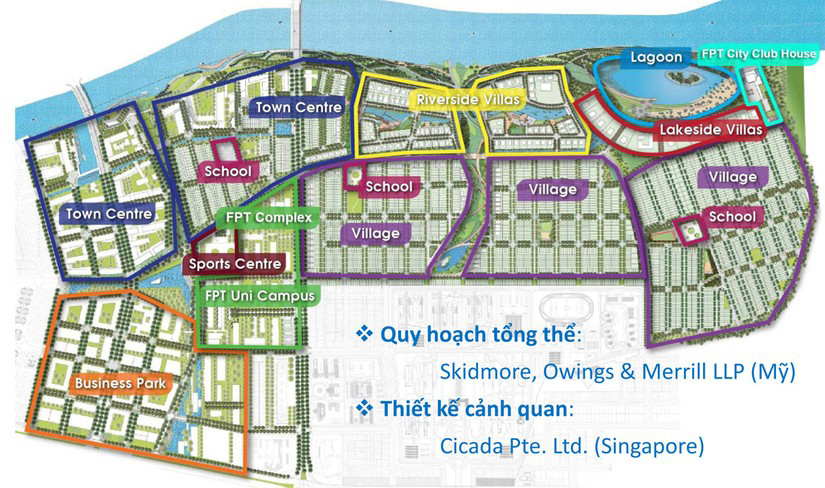 Lagoon
FPT City Club House
Town Centre
Riverside Villas
Lakeside Villas
School
School
Village
Village
School
Town Centre
FPT Complex
Village
Sports Centre
FPT Uni Campus
Business Park
❖ Quy hoạch tổng thể:
Skidmore, Owings & Merrill LLP (Mỹ)
❖ Thiết kế cảnh quan:
Cicada Pte. Ltd. (Singapore)